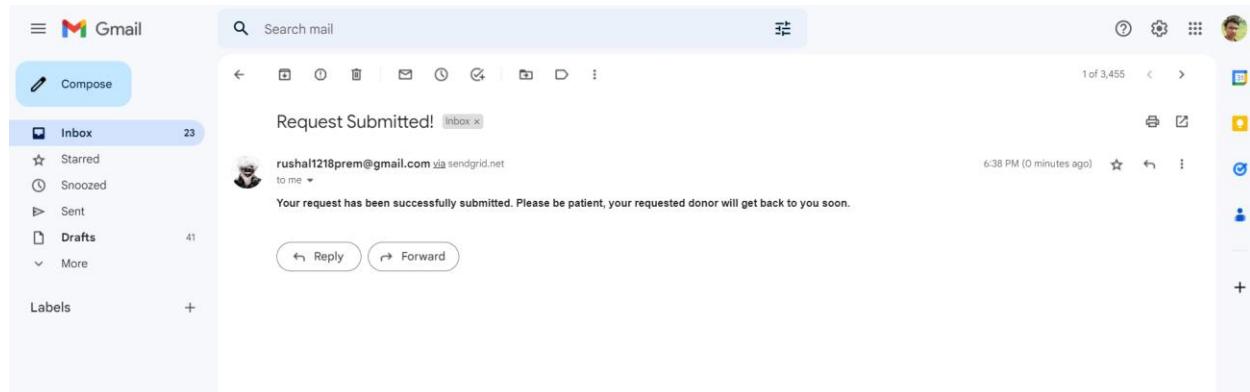 Gmail
Search mail
Compose
1 of 3,455
Inbox 23
Starred
Snoozed
Sent
Drafts 41
More
Labels
Request Submitted! Inbox x
rushal1218prem@gmail.com via sendgrid.net 6:38 PM (0 minutes ago)
to me
Your request has been successfully submitted. Please be patient, your requested donor will get back to you soon.
Reply Forward
31